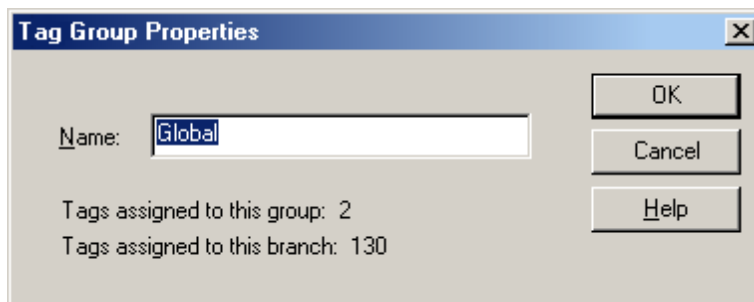 Tag Group Properties
OK
Name: Global
Cancel
Tags assigned to this group: 2
Help
Tags assigned to this branch: 130